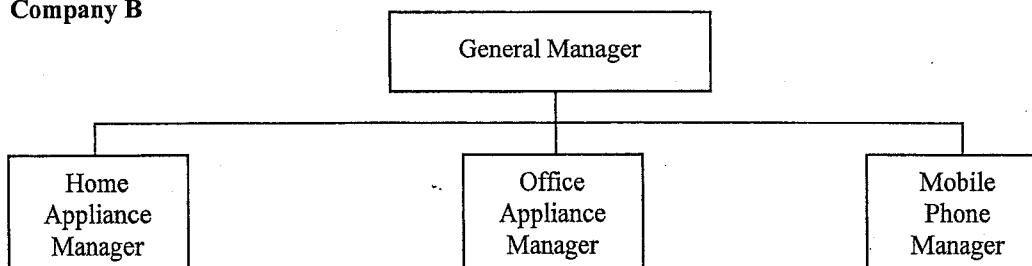 Company B
General Manager
Home
Appliance
Manager
Office
Appliance
Manager
Mobile
Phone
Manager